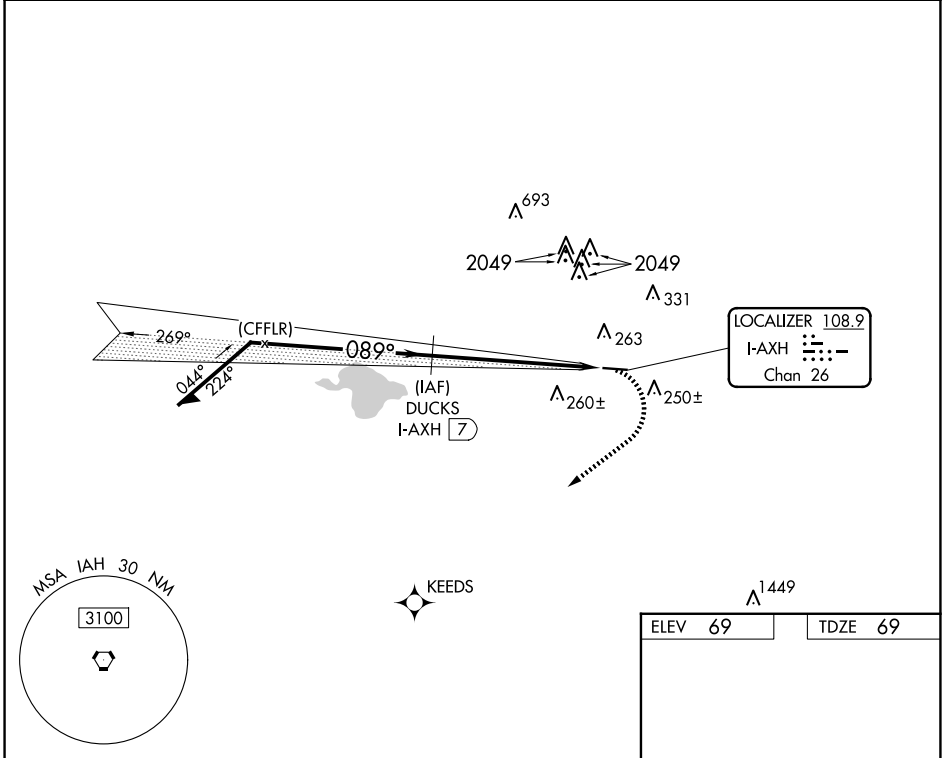 693
2049
2049
331
LOCALIZER 108.9
I-AXH
Chan 26
263
269°
(CFFLR)
089°
044°
224°
(IAF)
DUCKS
I-AXH 7
260±
250±
MSA IAH 30 NM
3100
KEEDS
1449
ELEV 69
TDZE 69